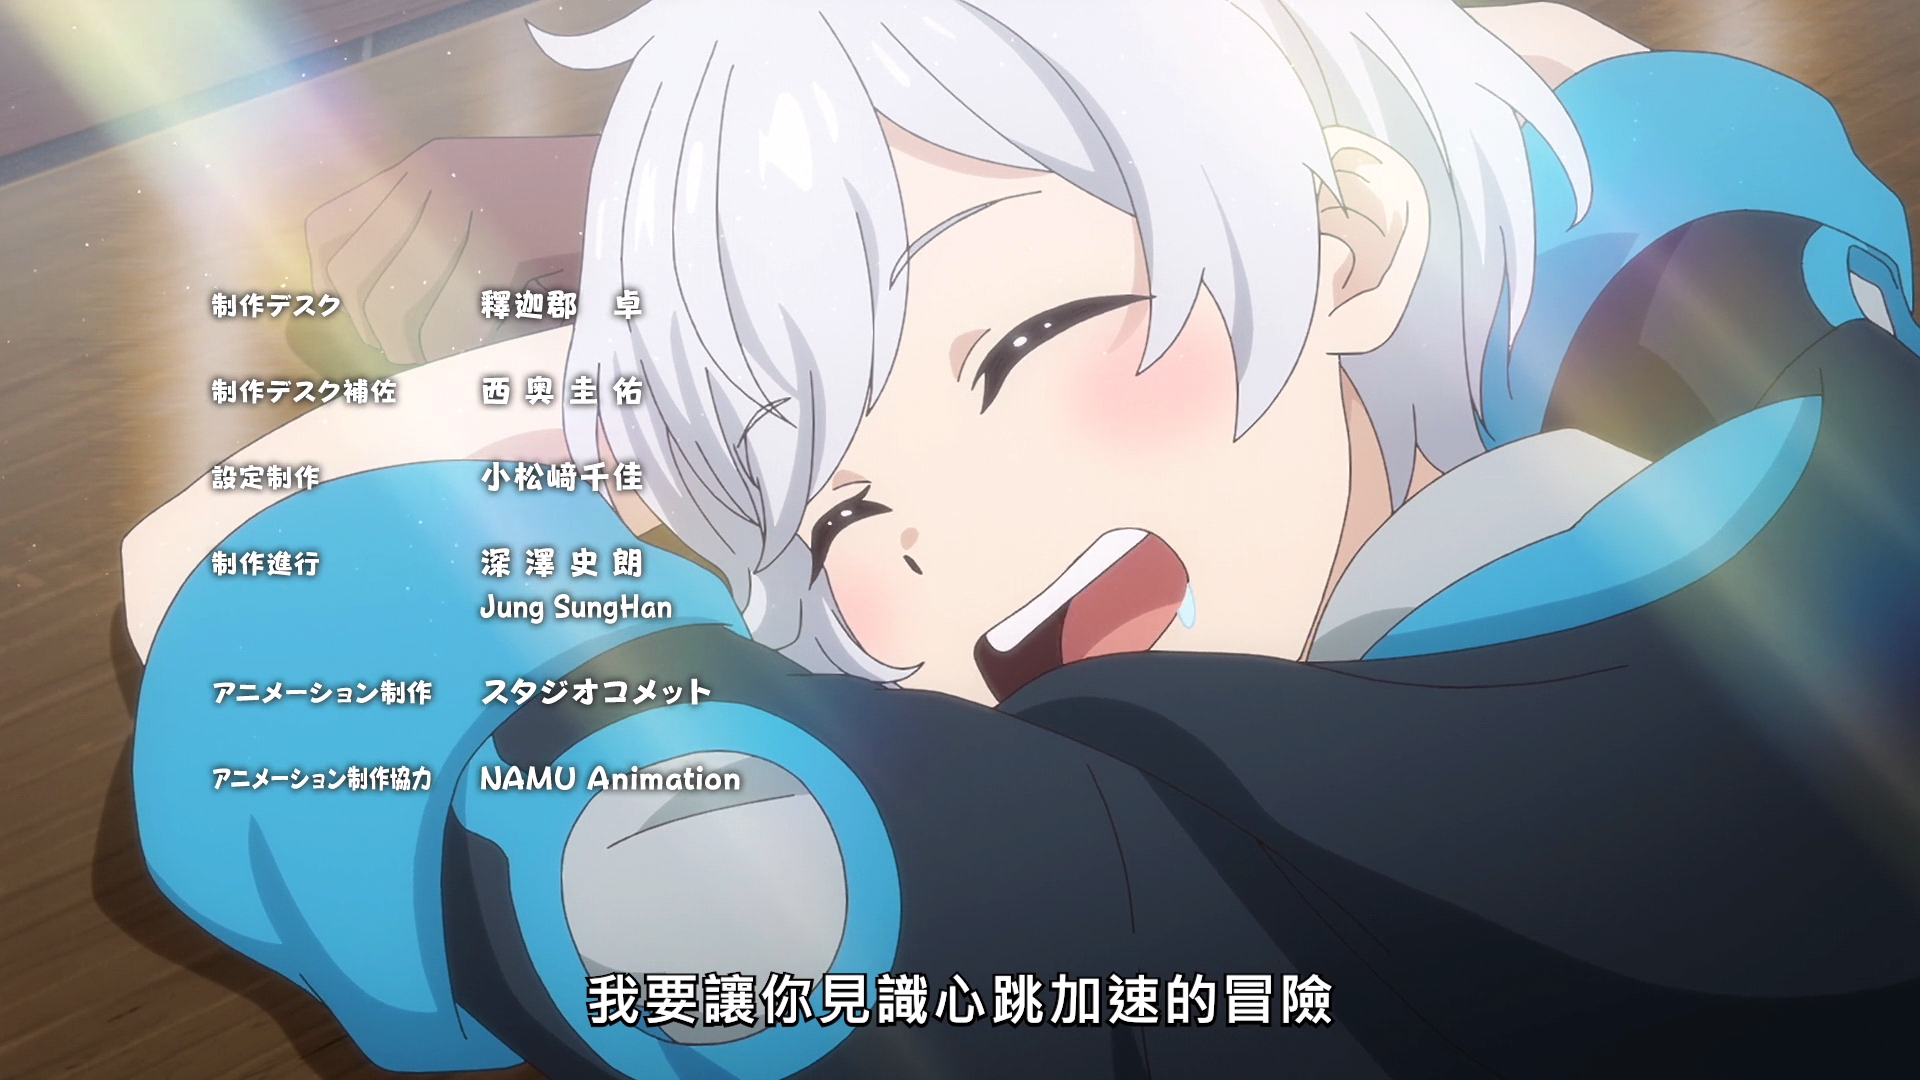 制作デスク 釋迦郡 卓
制作デスク補佐 西奥圭佑
設定制作 小松﨑千佳
制作進行 深澤史朗
Jung SungHan
アニメーション制作 スタジオコメット
アニメーション制作協力 NAMU Animation
我要讓你見識心跳加速的冒險